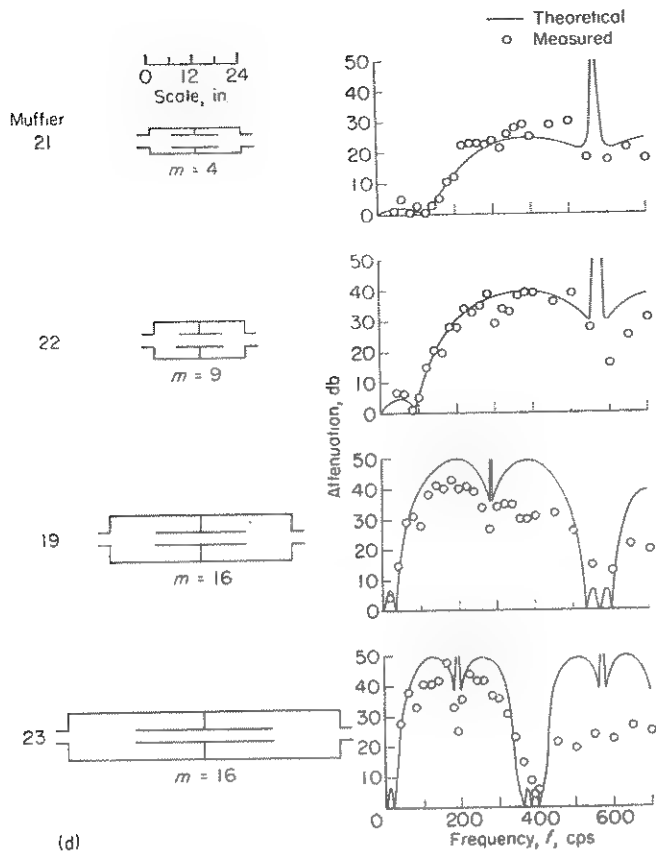 Theoretical
Measured
0 12 24
Scale, in.
Muffler
21
m = 4
50
40
30
20
10
0
22
m = 9
50
40
30
20
10
0
Attenuation, db
19
m = 16
50
40
30
20
10
0
23
m = 16
50
40
30
20
10
0 200 400 600
Frequency, f, cps
(d)